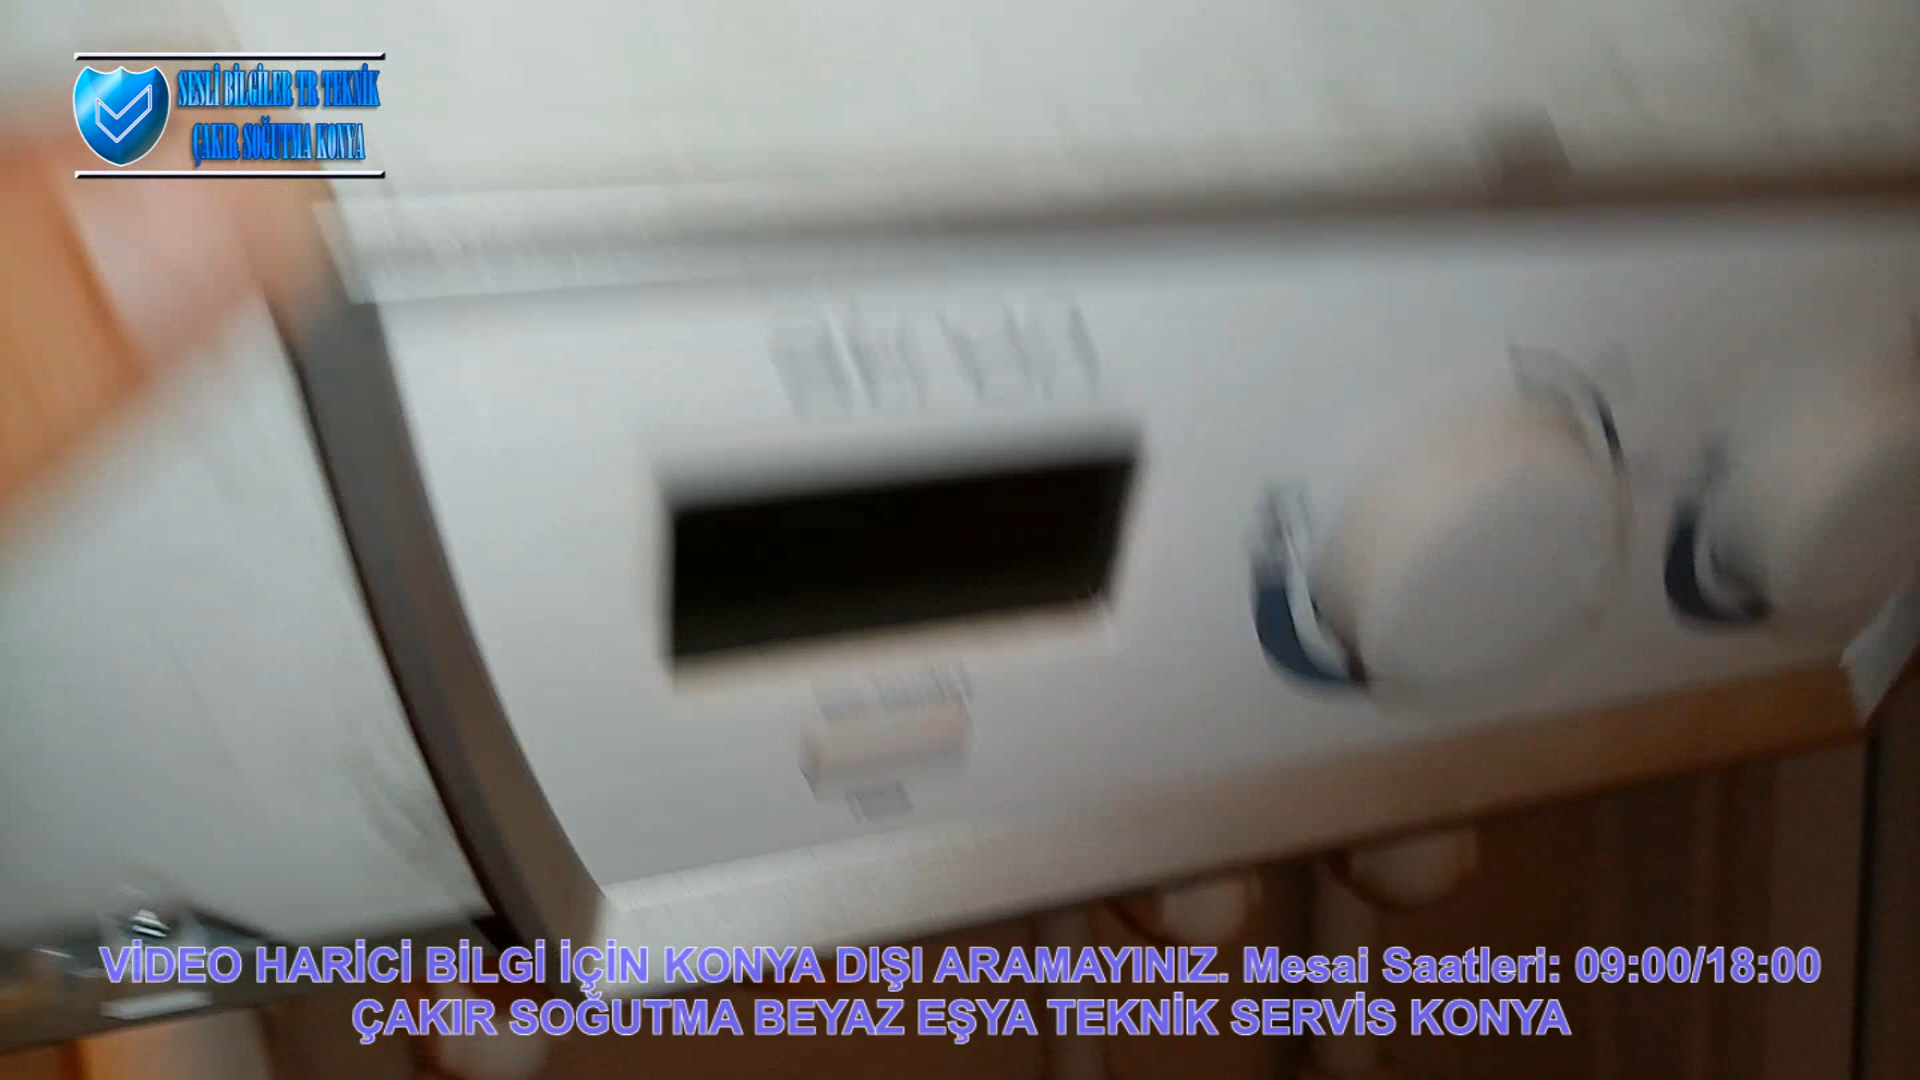 SESLİ BİLGİLER TR TEKNİK
ÇAKIR SOĞUTMA KONYA
VİDEO HARİCİ BİLGİ İÇİN KONYA DIŞI ARAMAYINIZ. Mesai Saatleri: 09:00/18:00
ÇAKIR SOĞUTMA BEYAZ EŞYA TEKNİK SERVİS KONYA